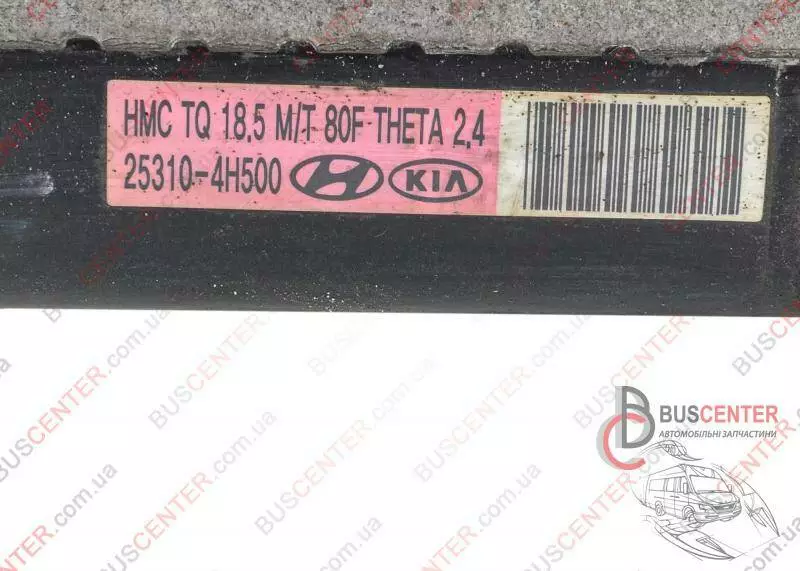 HMC TQ 18.5 M/T 80F THETA 2.4
25310-4H500 KIA
BUSCENTER
АВТОМОБІЛЬНІ ЗАПЧАСТИНИ
BUSCENTER.com.ua